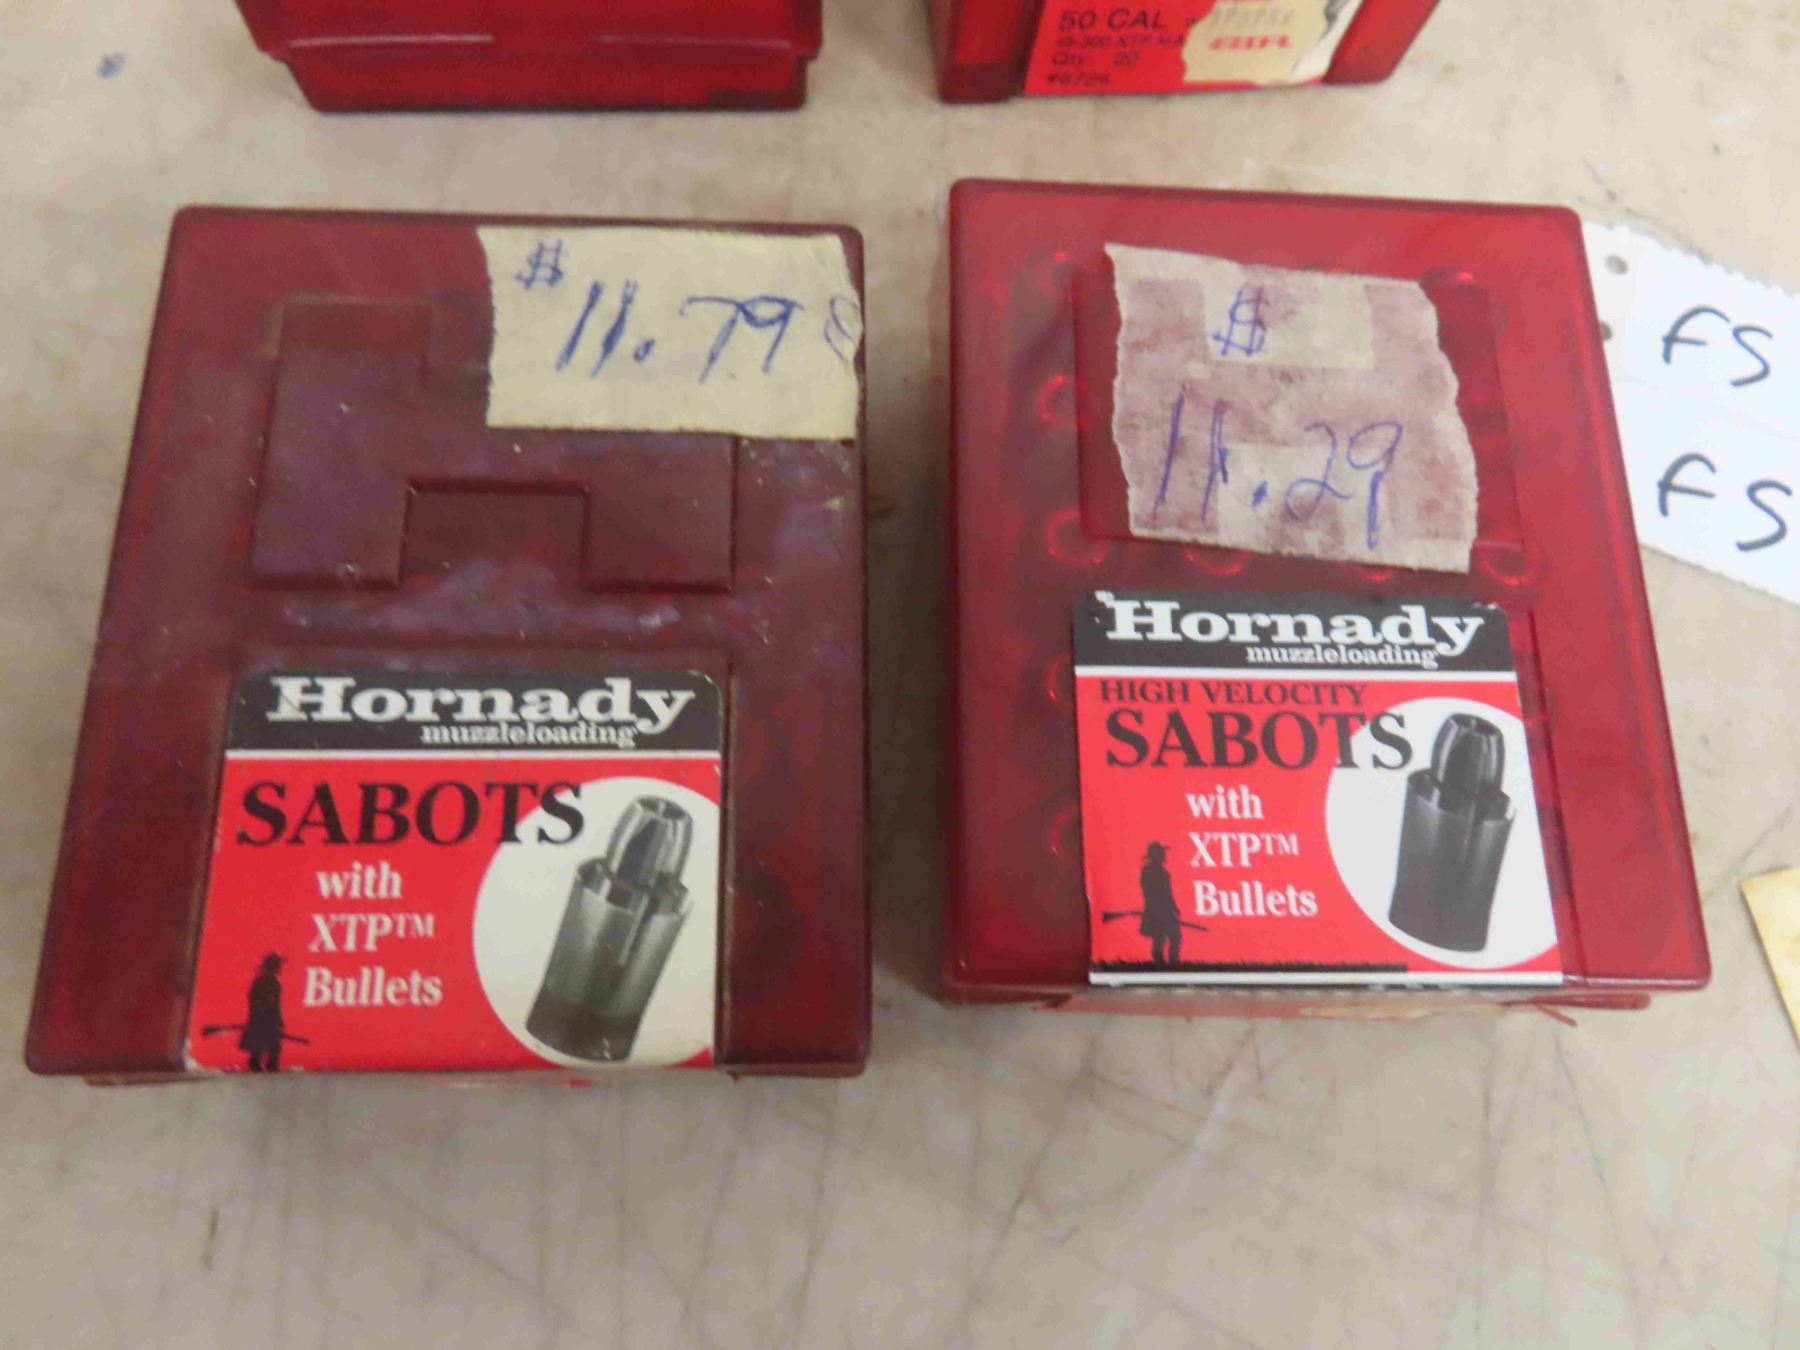 50 CAL
Qty: 20
#6726
$
11.79
Hornady
muzzleloading
SABOTS
with
XTP™
Bullets
$
11.29
Hornady
muzzleloading
HIGH VELOCITY
SABOTS
with
XTP™
Bullets
FS
FS